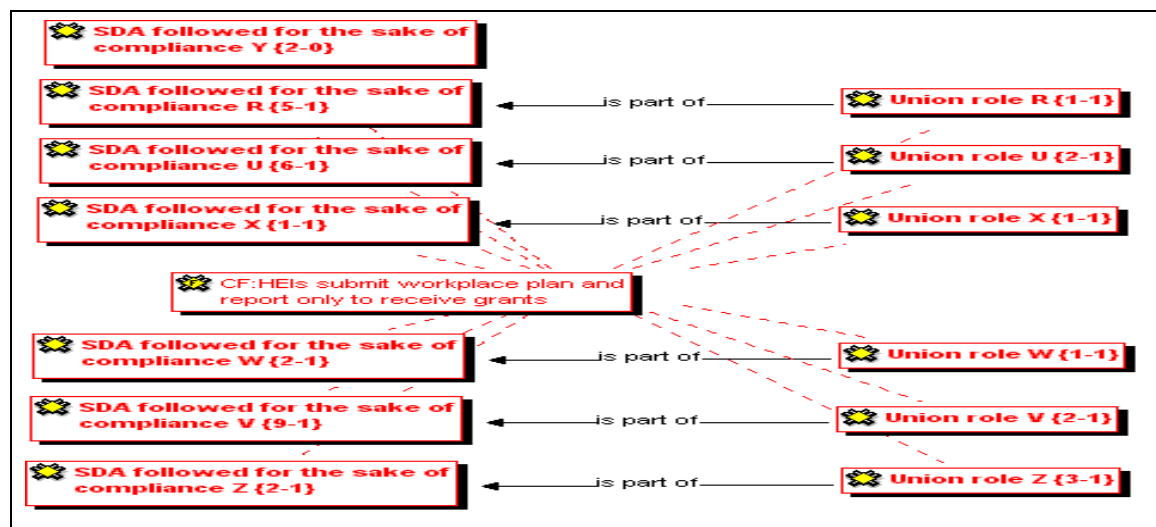 SDA followed for the sake of
compliance Y {2-0}
SDA followed for the sake of
compliance R {5-1}
is part of
Union role R {1-1}
SDA followed for the sake of
compliance U {6-1}
is part of
Union role U {2-1}
SDA followed for the sake of
compliance X {1-1}
is part of
Union role X {1-1}
CF:HEIs submit workplace plan and
report only to receive grants
SDA followed for the sake of
compliance W {2-1}
is part of
Union role W {1-1}
SDA followed for the sake of
compliance V {9-1}
is part of
Union role V {2-1}
SDA followed for the sake of
compliance Z {2-1}
is part of
Union role Z {3-1}